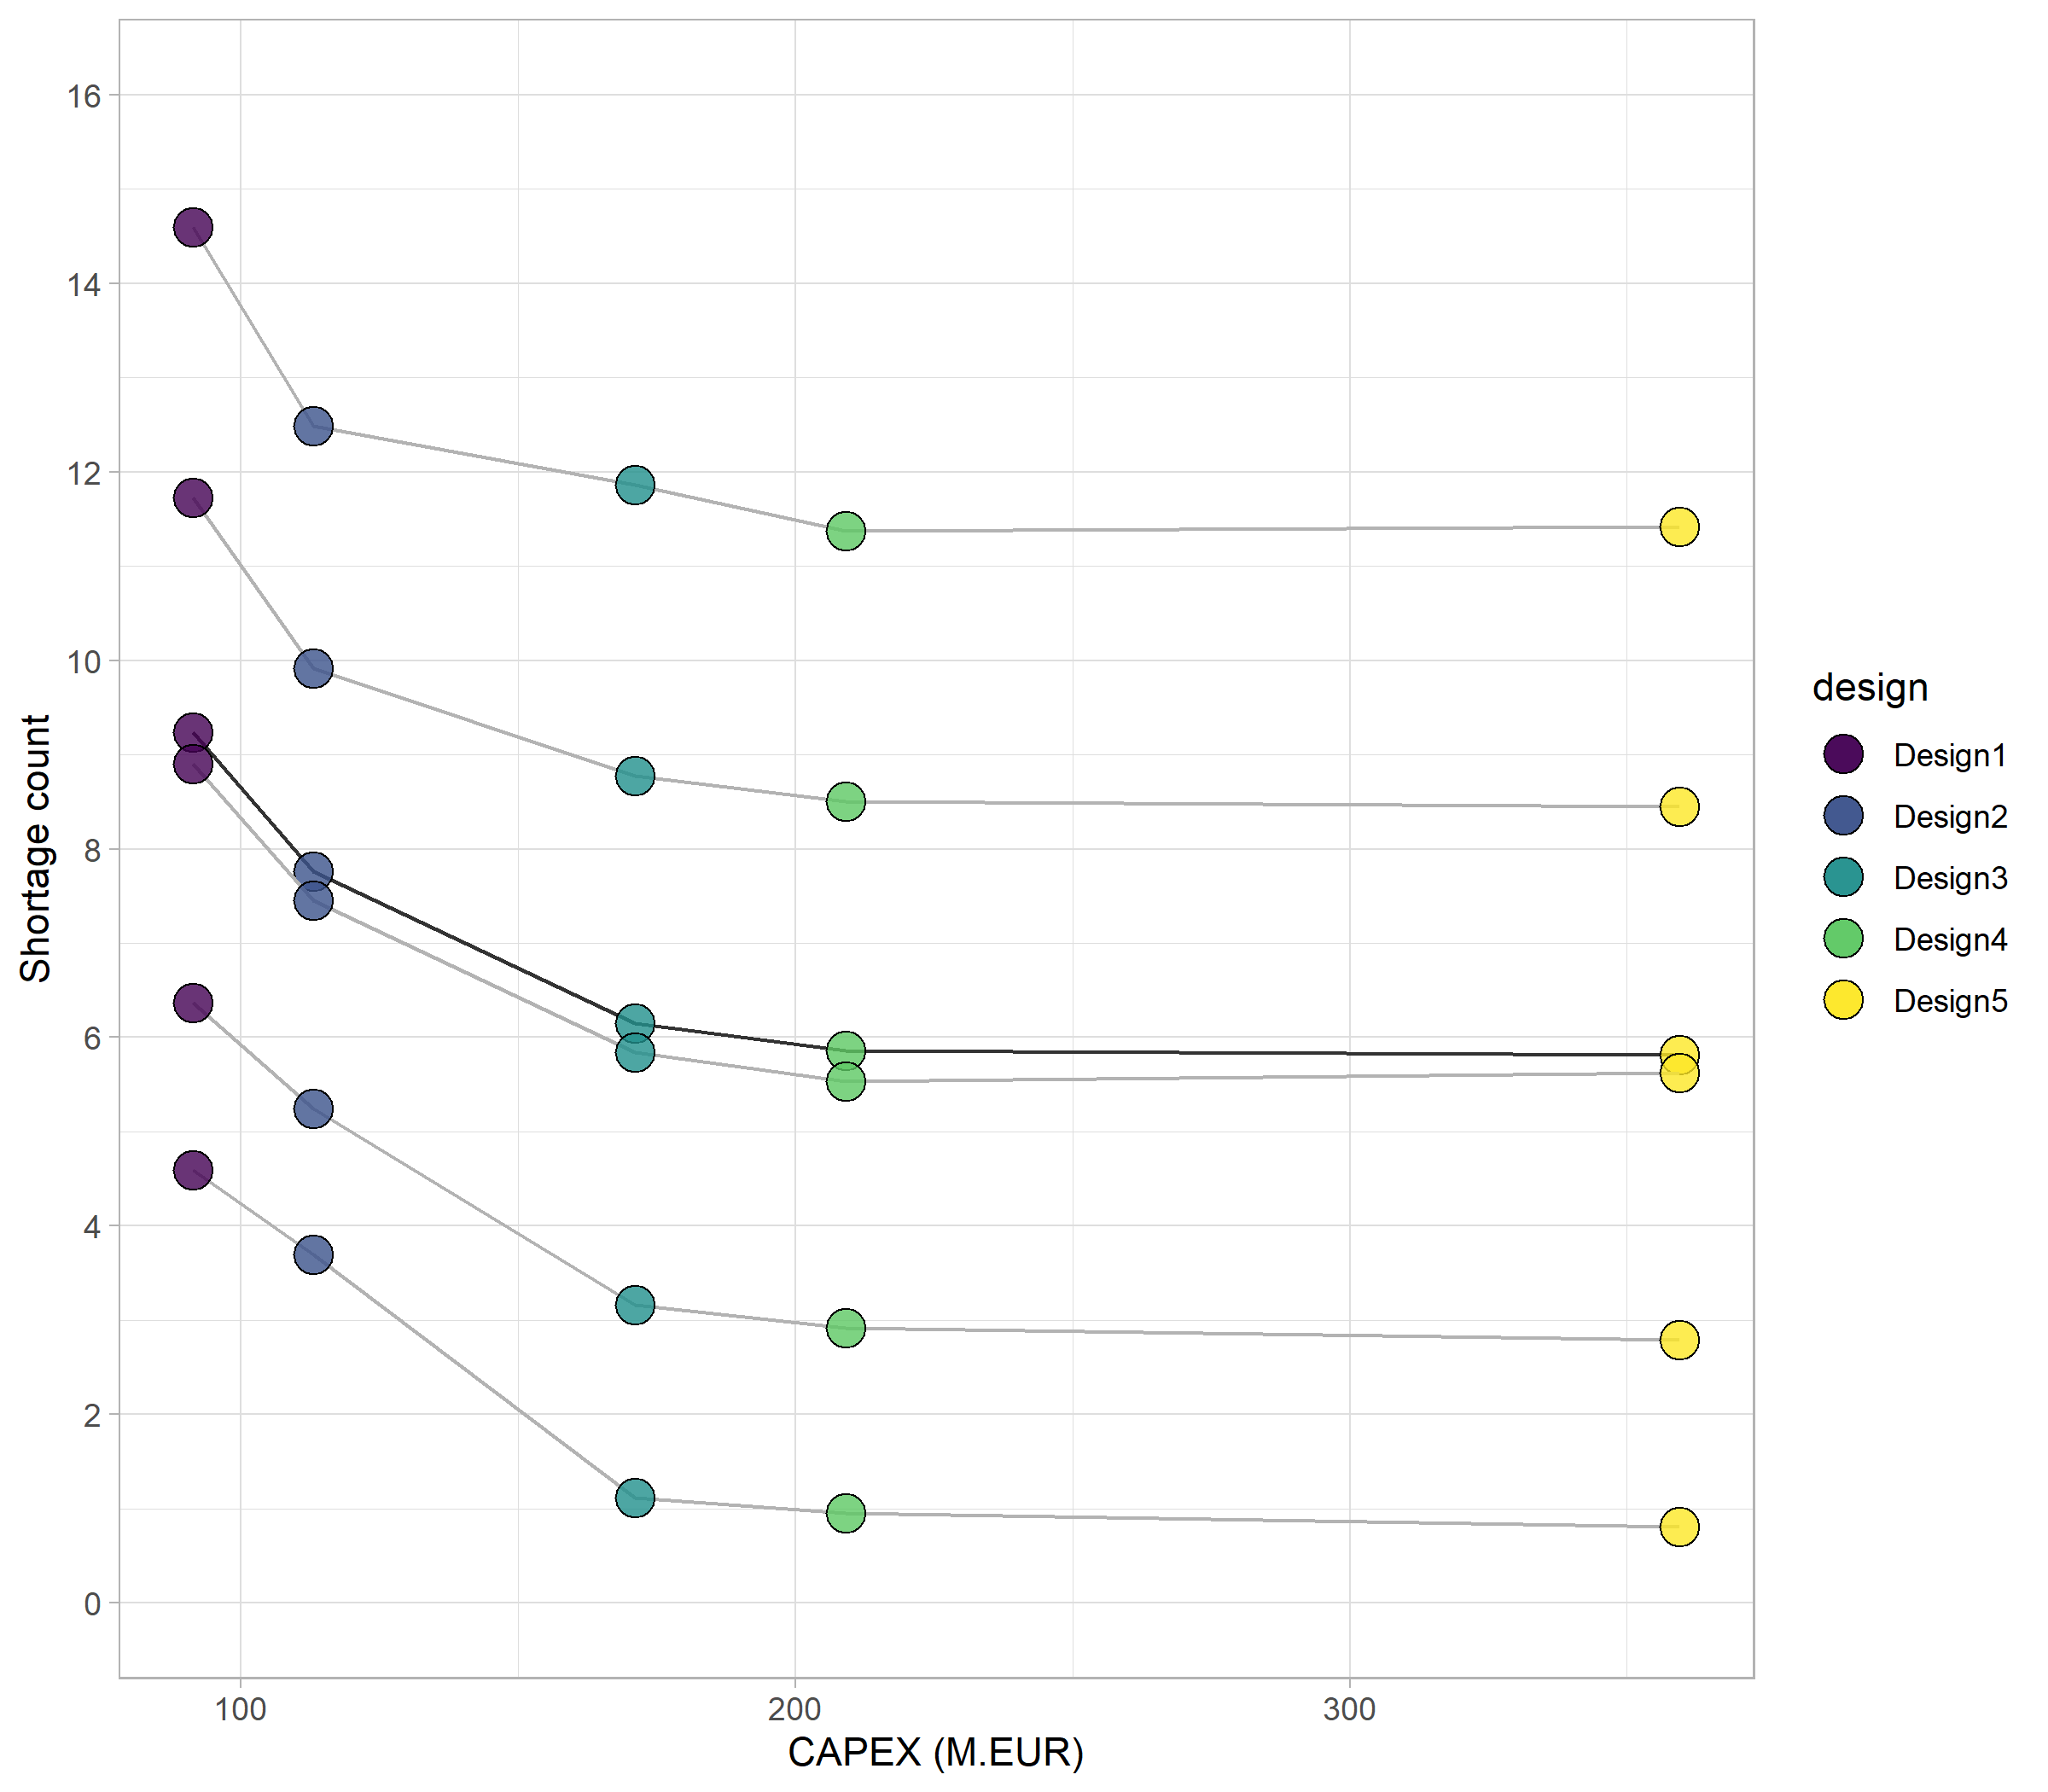 16
14
12
10
8
6
4
2
0
Shortage count
100 200 300
CAPEX (M.EUR)
design
Design1
Design2
Design3
Design4
Design5